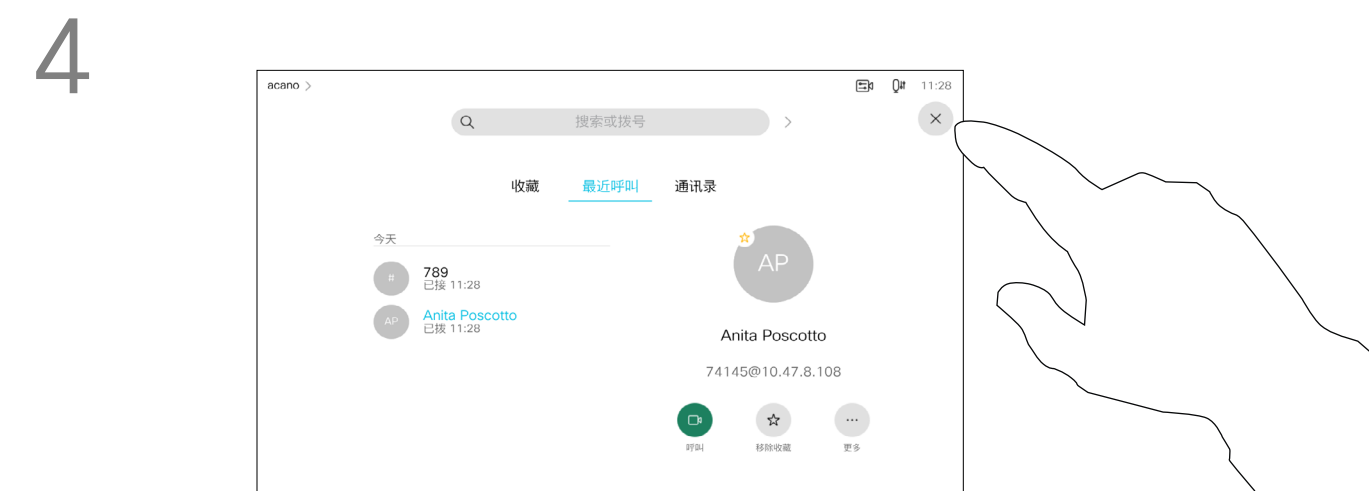 4
acano >
11:28
搜索或拨号
收藏 最近呼叫 通讯录
今天
#
789
已接 11:28
AP
Anita Poscotto
已拨 11:28
AP
Anita Poscotto
74145@10.47.8.108
呼叫 移除收藏 更多